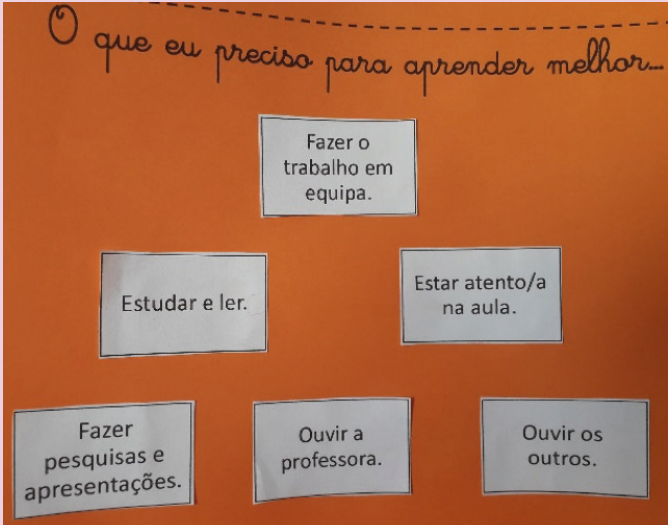 O que eu preciso para aprender melhor...
Fazer o
trabalho em
equipa.
Estudar e ler.
Estar atento/a
na aula.
Fazer
pesquisas e
apresentações.
Ouvir a
professora.
Ouvir os
outros.